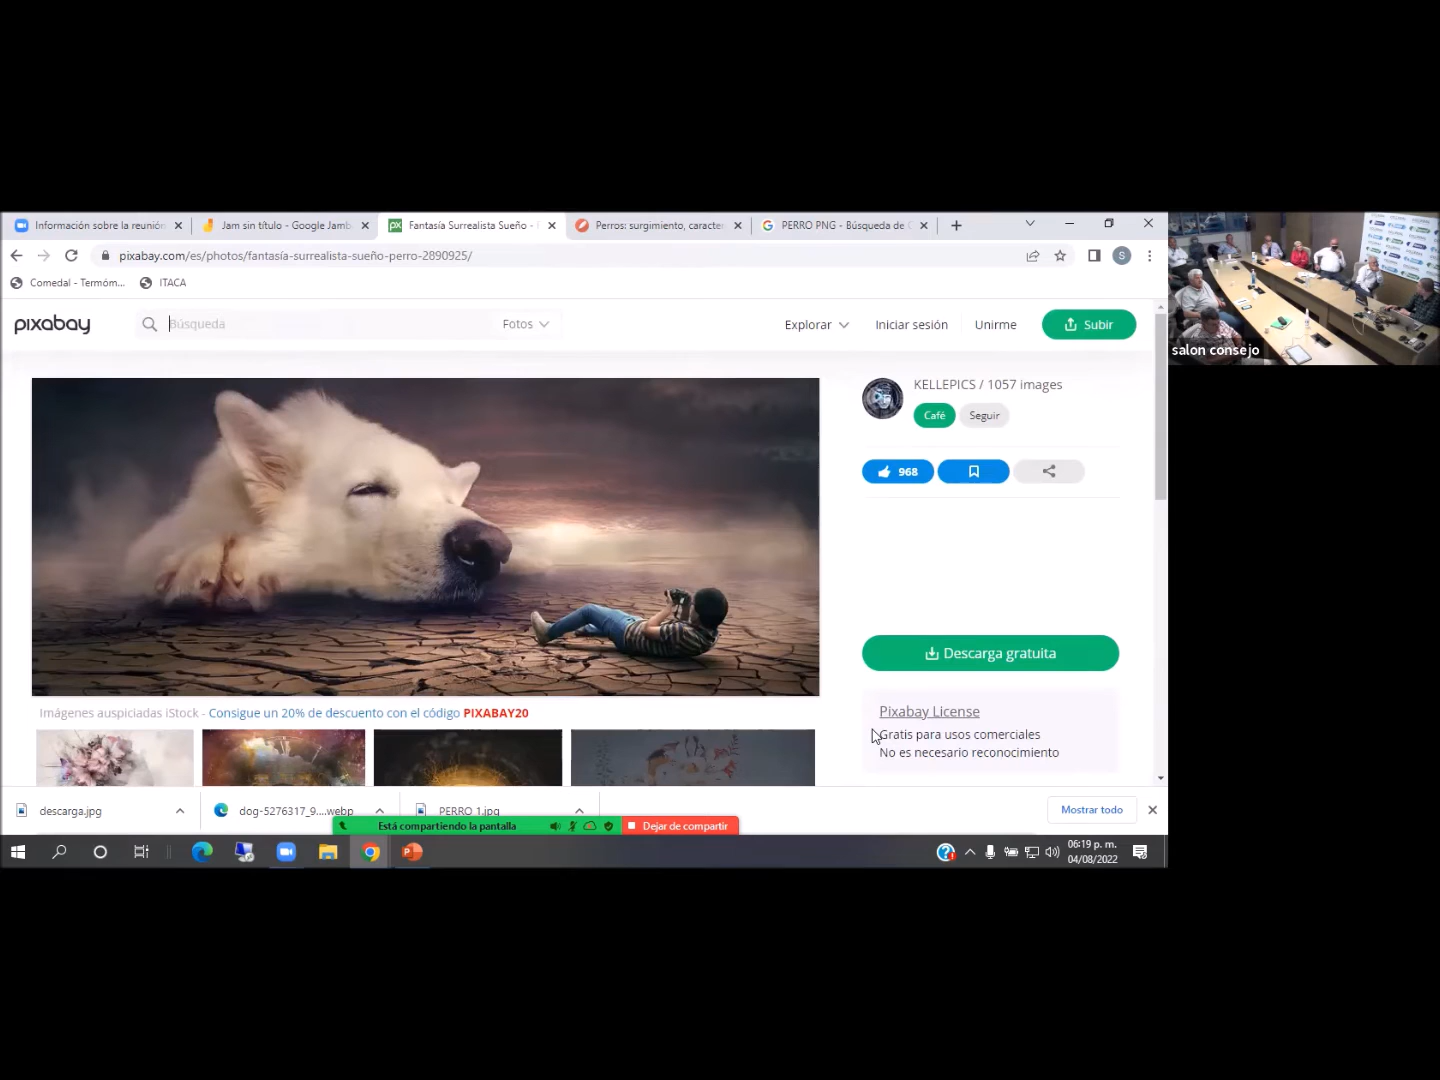 Información sobre la reunión
Jam sin título - Google Jamb
Fantasía Surrealista Sueño -
Perros: surgimiento, caracte
PERRO PNG - Búsqueda de
pixabay.com/es/photos/fantasía-surrealista-sueño-perro-2890925/
S
Comedal - Termóm...
ITACA
pixabay
Búsqueda
Fotos
Explorar
Iniciar sesión
Unirme
Subir
salon consejo
KELLEPICS / 1057 images
Café
Seguir
968
Descarga gratuita
Pixabay License
Gratis para usos comerciales
No es necesario reconocimiento
Imágenes auspiciadas iStock - Consigue un 20% de descuento con el código PIXABAY20
descarga.jpg
dog-5276317_9....webp
PERRO 1.jpg
Mostrar todo
Está compartiendo la pantalla
Dejar de compartir
06:19 p. m.
04/08/2022